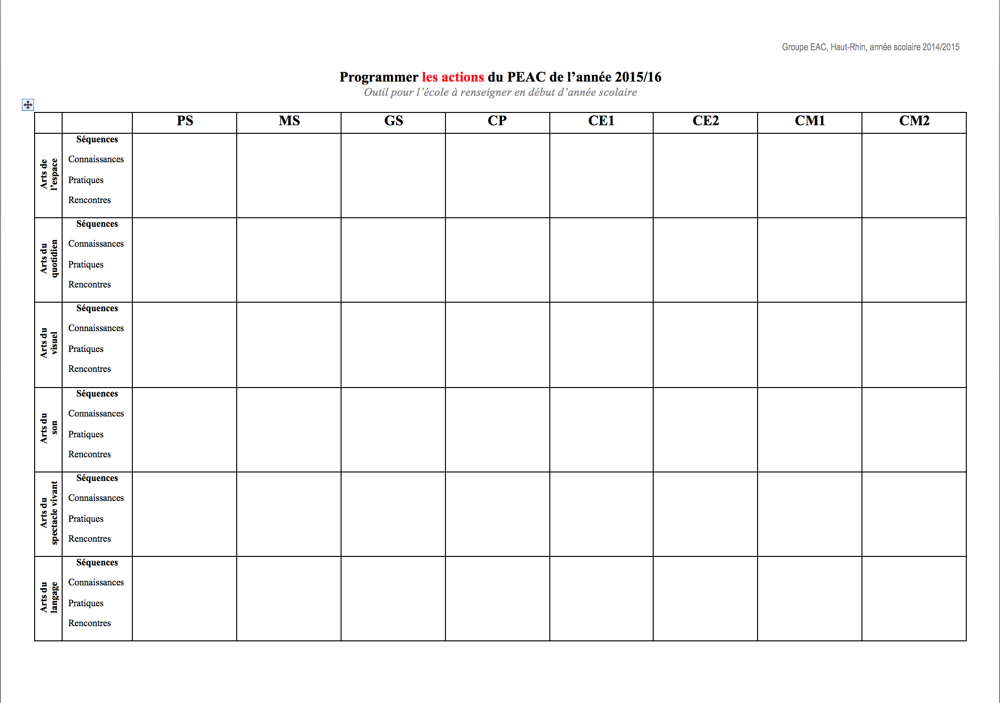 Groupe EAC, Haut-Rhin, année scolaire 2014/2015
Programmer les actions du PEAC de l’année 2015/16
Outil pour l’école à renseigner en début d’année scolaire
PS MS GS CP CE1 CE2 CM1 CM2
Arts de
l’espace
Séquences
Connaissances
Pratiques
Rencontres
Arts du
quotidien
Séquences
Connaissances
Pratiques
Rencontres
Arts du
visuel
Séquences
Connaissances
Pratiques
Rencontres
Arts du
son
Séquences
Connaissances
Pratiques
Rencontres
Arts du
spectacle vivant
Séquences
Connaissances
Pratiques
Rencontres
Arts du
langage
Séquences
Connaissances
Pratiques
Rencontres